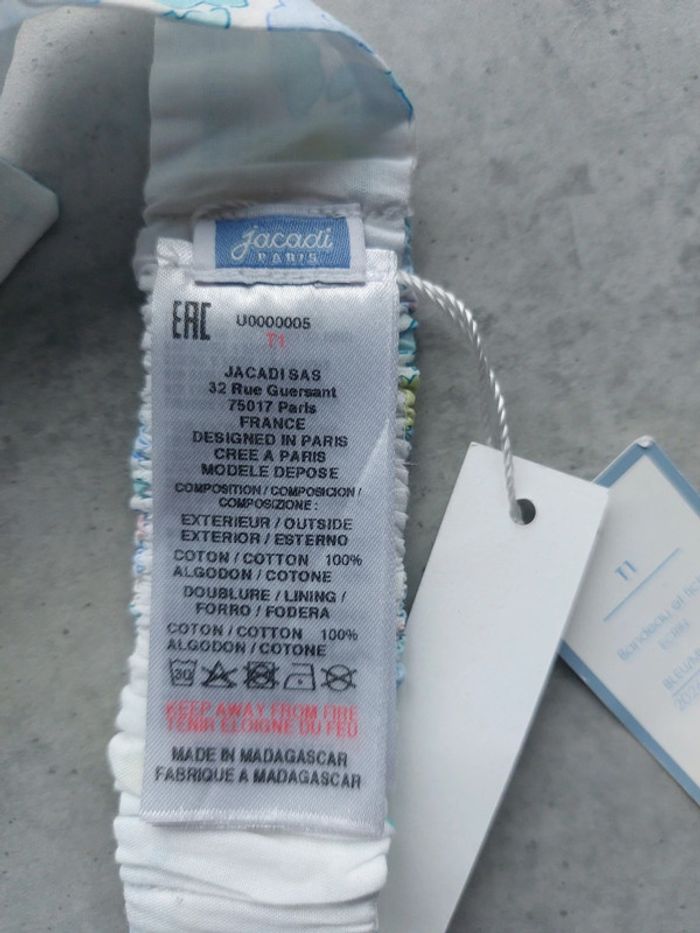 jacadi
PARIS
EAC
U0000005
T1
JACADI SAS
32 Rue Guersant
75017 Paris
FRANCE
DESIGNED IN PARIS
CREE A PARIS
MODELE DEPOSE
COMPOSITION / COMPOSICION /
COMPOSIZIONE :
EXTERIEUR / OUTSIDE
EXTERIOR / ESTERNO
COTON / COTTON 100%
ALGODON / COTONE
DOUBLURE / LINING /
FORRO / FODERA
COTON / COTTON 100%
ALGODON / COTONE
30
KEEP AWAY FROM FIRE
TENIR ELOIGNE DU FEU
MADE IN MADAGASCAR
FABRIQUE A MADAGASCAR
T1
Bandeau